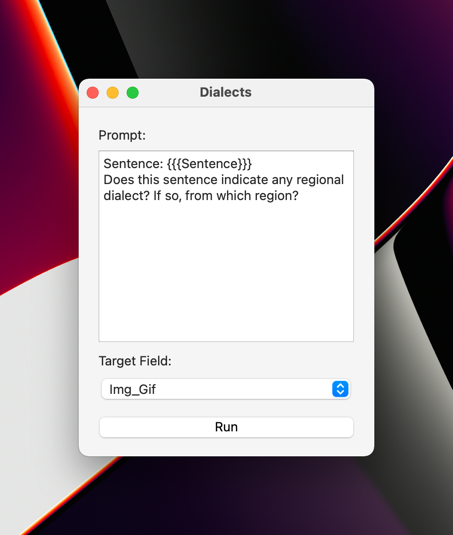 Dialects
Prompt:
Sentence: {{{Sentence}}}
Does this sentence indicate any regional
dialect? If so, from which region?
Target Field:
Img_Gif
Run